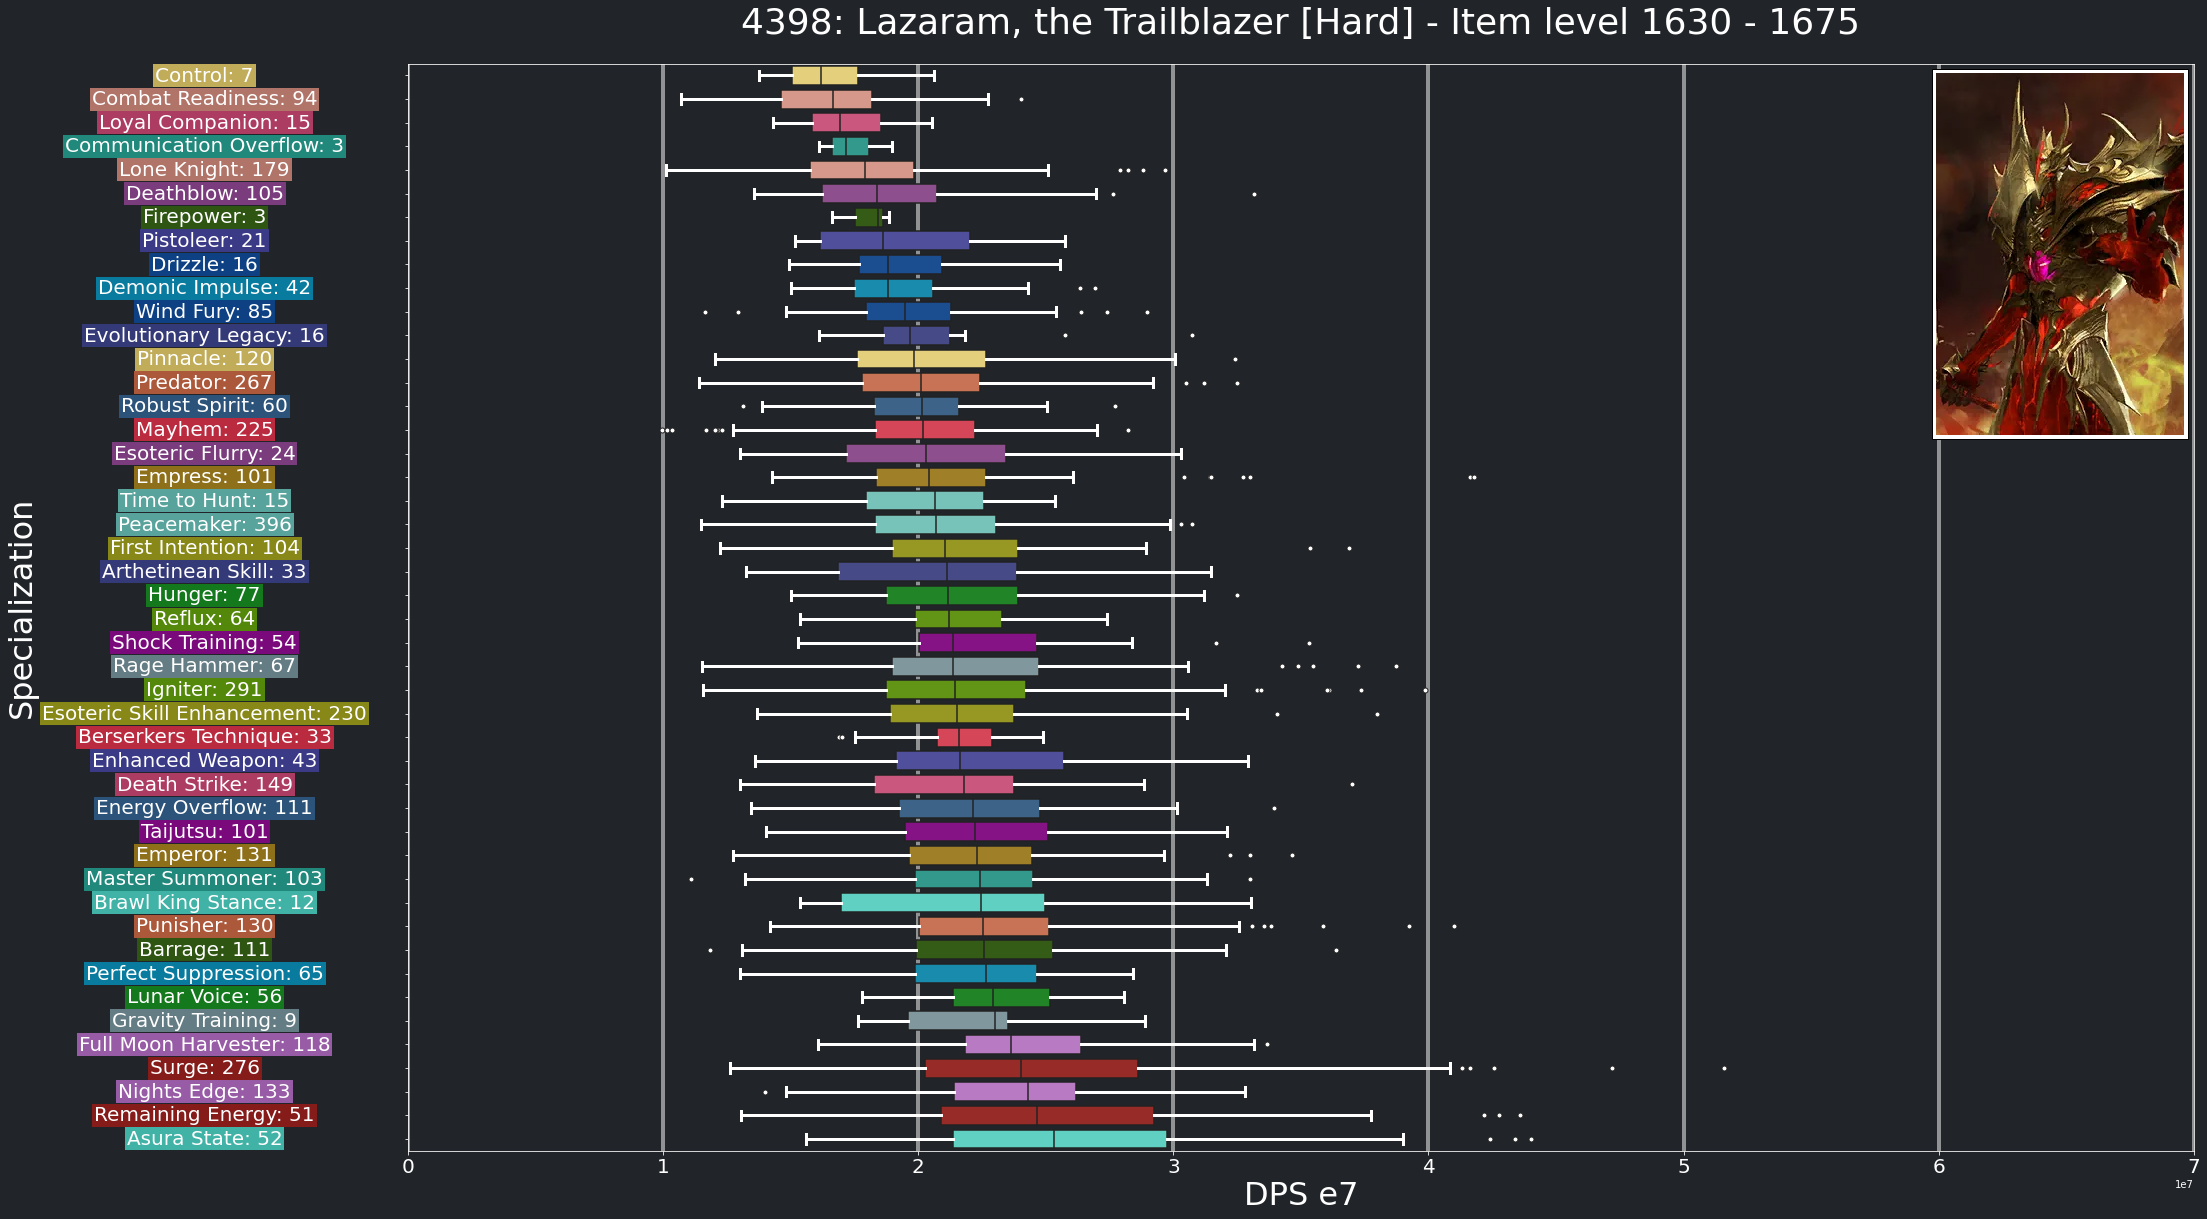 4398: Lazaram, the Trailblazer [Hard] - Item level 1630 - 1675
Specialization
Control: 7
Combat Readiness: 94
Loyal Companion: 15
Communication Overflow: 3
Lone Knight: 179
Deathblow: 105
Firepower: 3
Pistoleer: 21
Drizzle: 16
Demonic Impulse: 42
Wind Fury: 85
Evolutionary Legacy: 16
Pinnacle: 120
Predator: 267
Robust Spirit: 60
Mayhem: 225
Esoteric Flurry: 24
Empress: 101
Time to Hunt: 15
Peacemaker: 396
First Intention: 104
Arthetinean Skill: 33
Hunger: 77
Reflux: 64
Shock Training: 54
Rage Hammer: 67
Igniter: 291
Esoteric Skill Enhancement: 230
Berserkers Technique: 33
Enhanced Weapon: 43
Death Strike: 149
Energy Overflow: 111
Taijutsu: 101
Emperor: 131
Master Summoner: 103
Brawl King Stance: 12
Punisher: 130
Barrage: 111
Perfect Suppression: 65
Lunar Voice: 56
Gravity Training: 9
Full Moon Harvester: 118
Surge: 276
Nights Edge: 133
Remaining Energy: 51
Asura State: 52
0 1 2 3 4 5 6 7
1e7
DPS e7